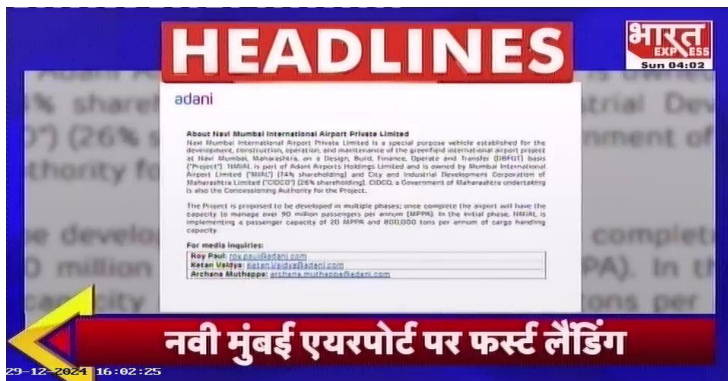 HEADLINES
भारत
EXPRESS
Sun 04:02
adani
About Navi Mumbai International Airport Private Limited
Navi Mumbai International Airport Private Limited is a special purpose vehicle established for the
development, construction, operation, and maintenance of the greenfield international airport project
at Navi Mumbai, Maharashtra, on a Design, Build, Finance, Operate and Transfer (DBFOT) basis
("Project"). NMIAL is part of Adani Airports Holdings Limited and is owned by Mumbai International
Airport Limited ("MIAL") (74% shareholding) and City and Industrial Development Corporation of
Maharashtra Limited ("CIDCO") (26% shareholding). CIDCO, a Government of Maharashtra undertaking
is also the Concessioning Authority for the Project.
The Project is proposed to be developed in multiple phases; once complete the airport will have the
capacity to manage over 90 million passengers per annum (MPPA). In the initial phase, NMIAL is
implementing a passenger capacity of 20 MPPA and 800,000 tons per annum of cargo handling
capacity.
For media inquiries:
Roy Paul: roy.paul@adani.com
Ketan Vaidya: ketan.vaidya@adani.com
Archana Muthappa: archana.muthappa@adani.com
नवी मुंबई एयरपोर्ट पर फर्स्ट लैंडिंग
29-12-2024 16:02:25